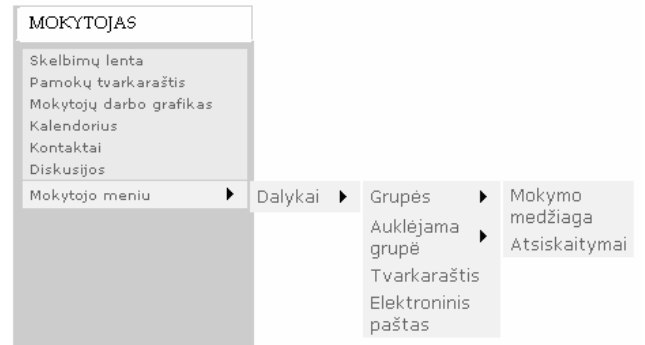 MOKYTOJAS
Skelbimų lenta
Pamokų tvarkaraštis
Mokytojų darbo grafikas
Kalendorius
Kontaktai
Diskusijos
Mokytojo meniu
Dalykai
Grupės
Auklėjama
grupë
Tvarkaraštis
Elektroninis
paštas
Mokymo
medžiaga
Atsiskaitymai